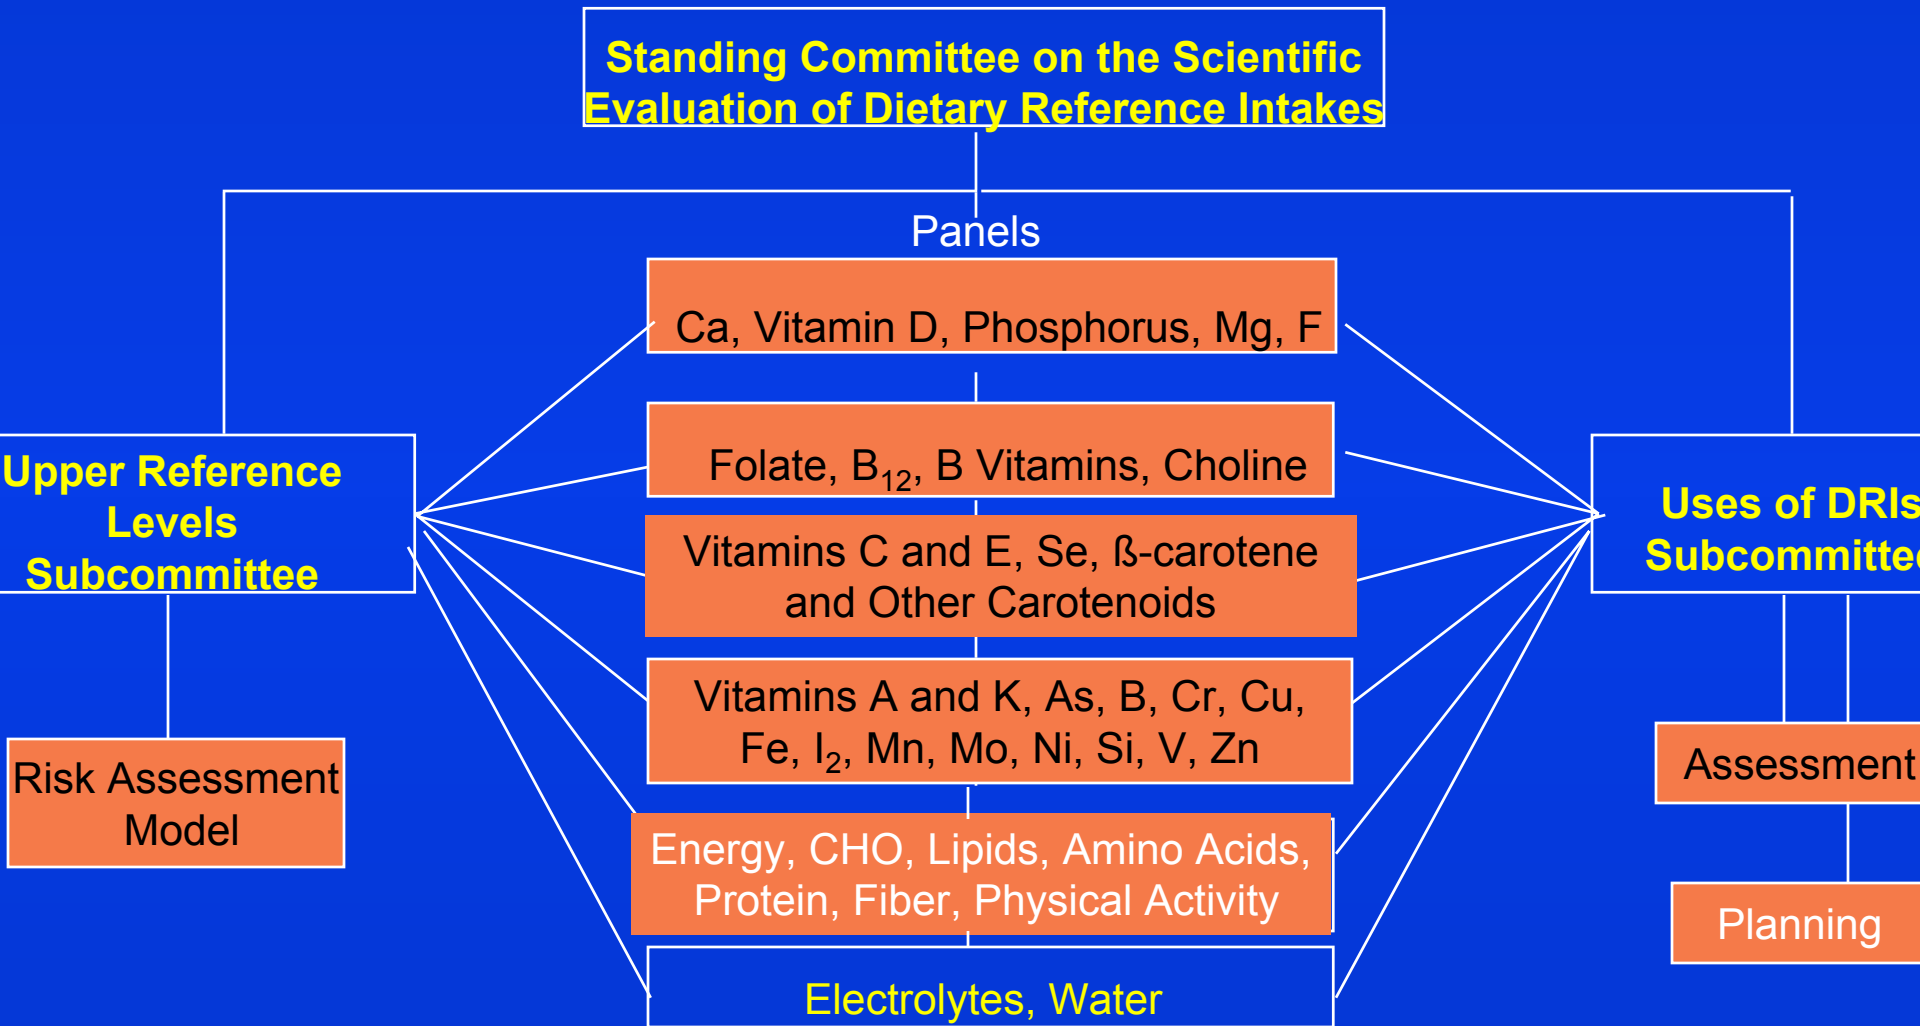 Standing Committee on the Scientific
Evaluation of Dietary Reference Intakes
Panels
Ca, Vitamin D, Phosphorus, Mg, F
Folate, B₁₂, B Vitamins, Choline
Vitamins C and E, Se, ß-carotene
and Other Carotenoids
Vitamins A and K, As, B, Cr, Cu,
Fe, I₂, Mn, Mo, Ni, Si, V, Zn
Energy, CHO, Lipids, Amino Acids,
Protein, Fiber, Physical Activity
Electrolytes, Water
Upper Reference
Levels
Subcommittee
Risk Assessment
Model
Uses of DRIs
Subcommittee
Assessment
Planning